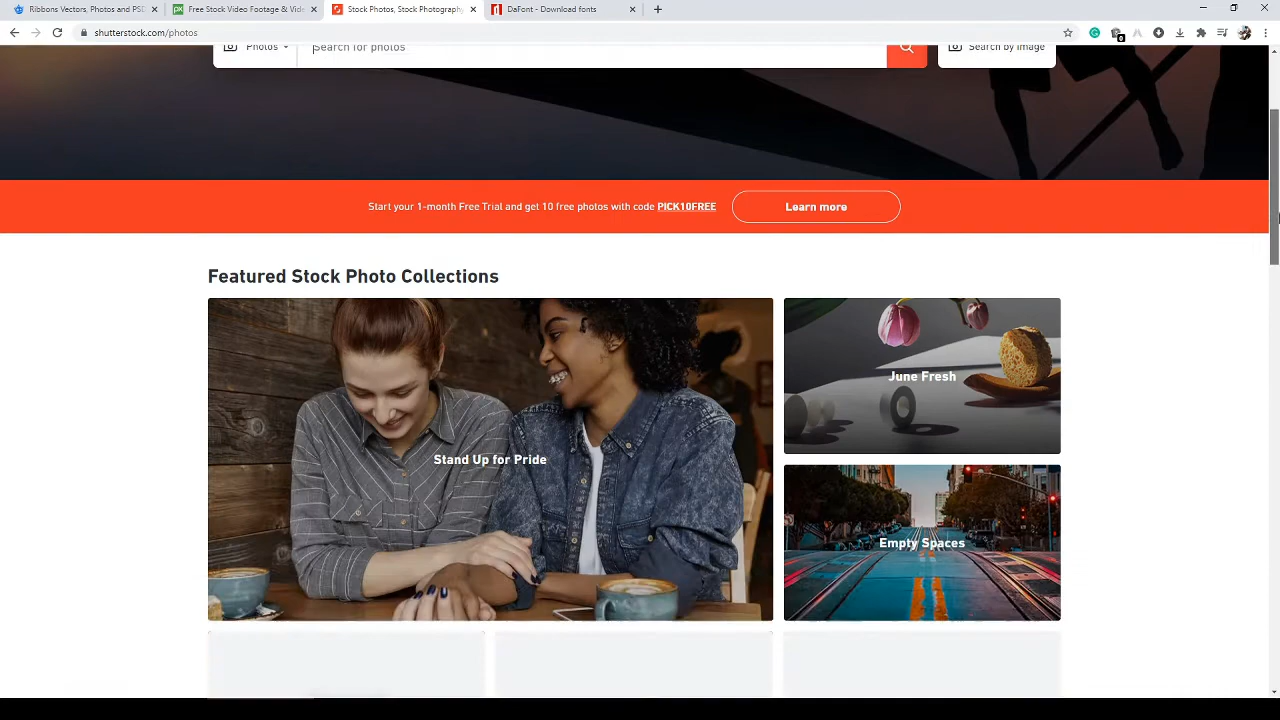 Ribbons Vectors, Photos and PSD
Free Stock Video Footage & Vide
Stock Photos, Stock Photography
DaFont - Download fonts
shutterstock.com/photos
0
Photos
Search for photos
Search by image
Start your 1-month Free Trial and get 10 free photos with code PICK10FREE
Learn more
Featured Stock Photo Collections
Stand Up for Pride
June Fresh
Empty Spaces